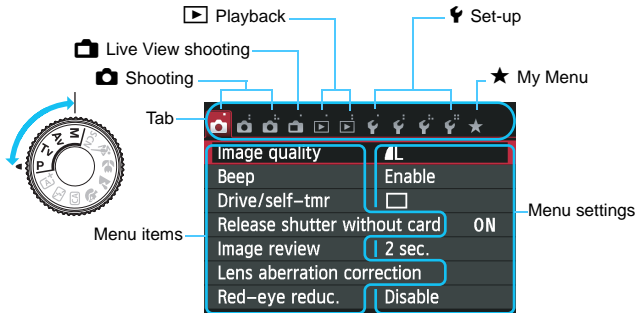 Playback
Set-up
Live View shooting
Shooting
My Menu
Tab
M
Av
Tv
P
Image quality L
Beep Enable
Drive/self-tmr
Release shutter without card ON
Image review 2 sec.
Lens aberration correction
Red-eye reduc. Disable
Menu items
Menu settings